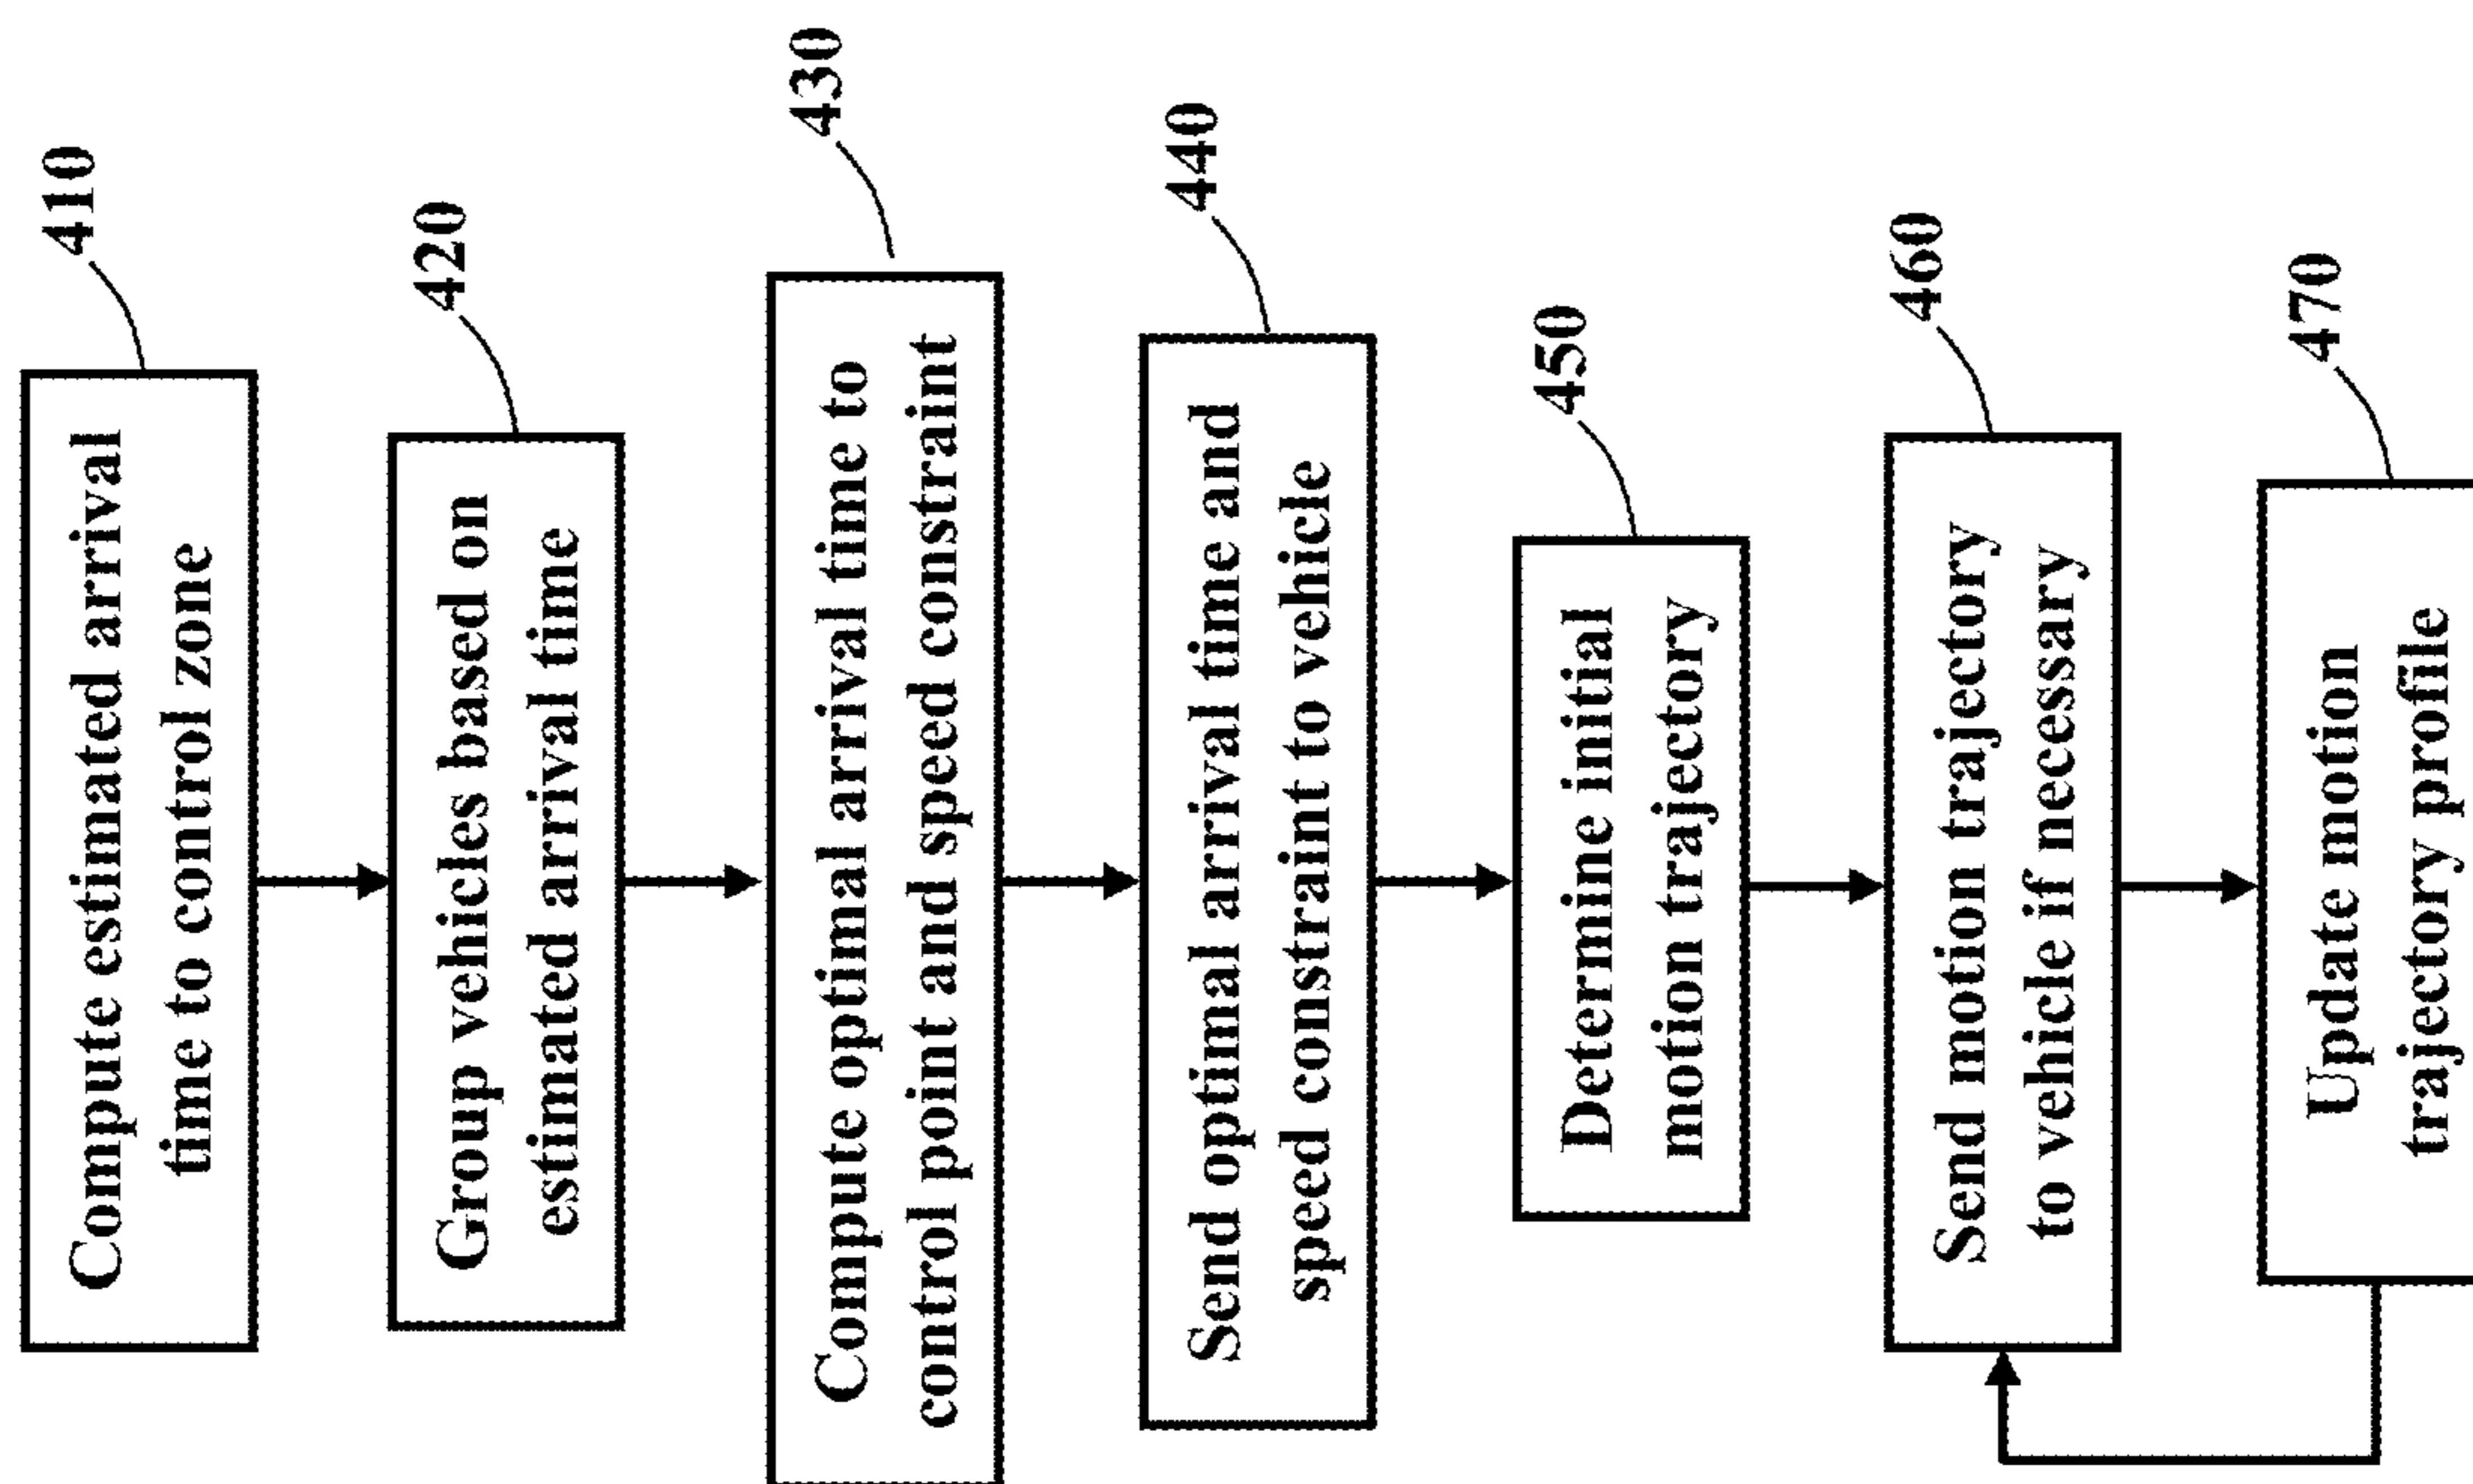 410
Compute estimated arrival
time to control zone
420
Group vehicles based on
estimated arrival time
430
Compute optimal arrival time to
control point and speed constraint
440
Send optimal arrival time and
speed constraint to vehicle
450
Determine initial
motion trajectory
460
Send motion trajectory
to vehicle if necessary
470
Update motion
trajectory profile